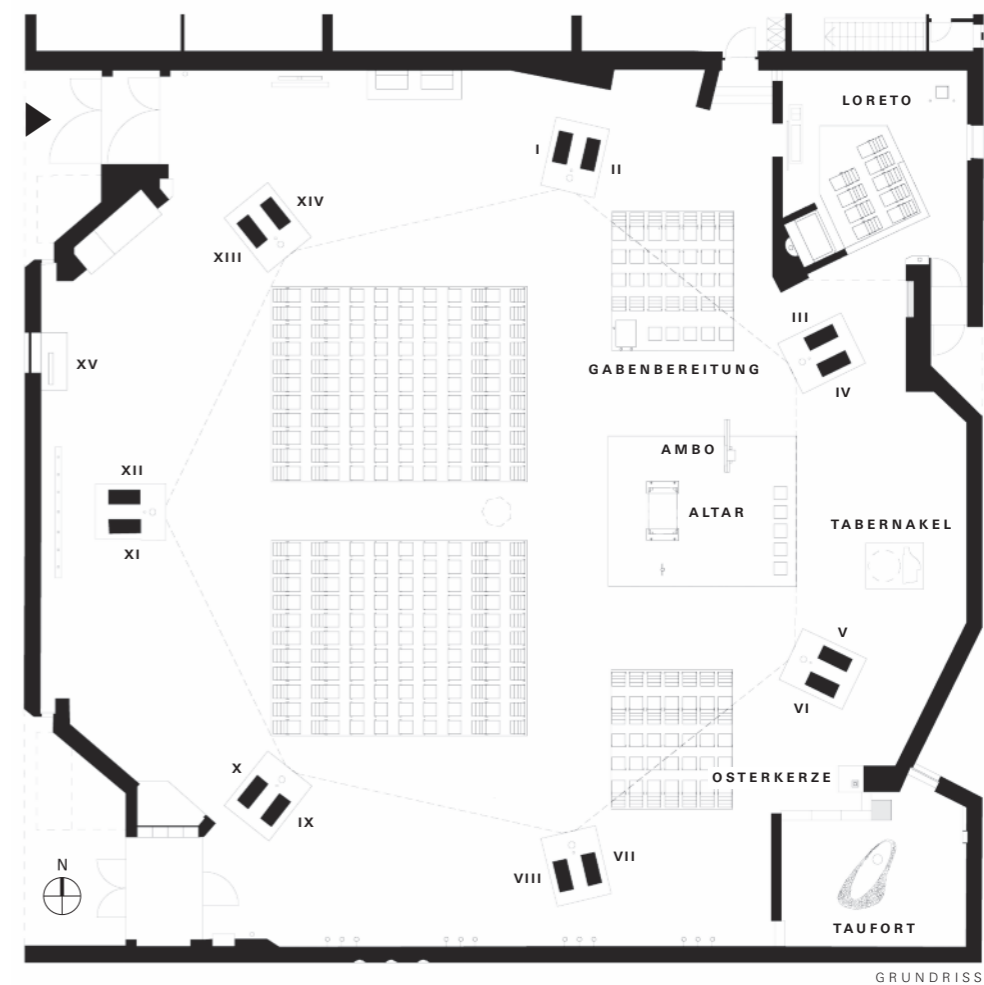 LORETO
I
II
XIV
XIII
III
XV
GABENBEREITUNG
IV
AMBO
XII
ALTAR
TABERNAKEL
XI
V
VI
X
OSTERKERZE
IX
VII
N
VIII
TAUFORT
GRUNDRISS